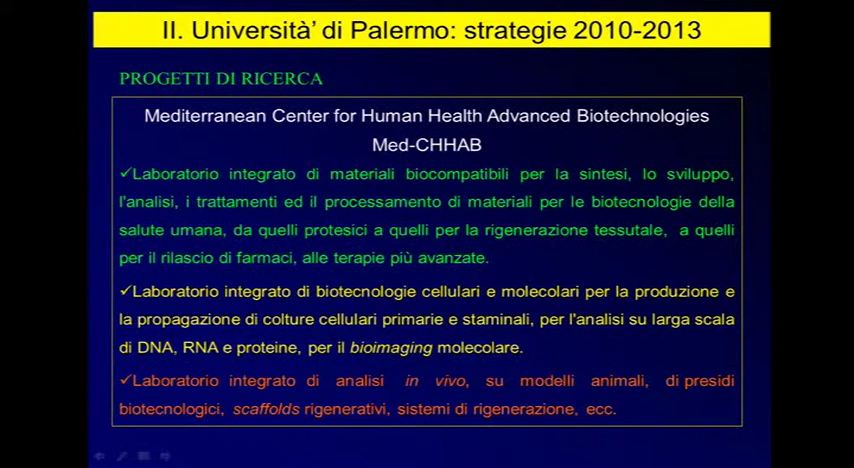 II. Università' di Palermo: strategie 2010-2013
PROGETTI DI RICERCA
Mediterranean Center for Human Health Advanced Biotechnologies
Med-CHHAB
✓Laboratorio integrato di materiali biocompatibili per la sintesi, lo sviluppo,
l'analisi, i trattamenti ed il processamento di materiali per le biotecnologie della
salute umana, da quelli protesici a quelli per la rigenerazione tessutale, a quelli
per il rilascio di farmaci, alle terapie più avanzate.
✓Laboratorio integrato di biotecnologie cellulari e molecolari per la produzione e
la propagazione di colture cellulari primarie e staminali, per l'analisi su larga scala
di DNA, RNA e proteine, per il bioimaging molecolare.
✓Laboratorio integrato di analisi in vivo, su modelli animali, di presidi
biotecnologici, scaffolds rigenerativi, sistemi di rigenerazione, ecc.